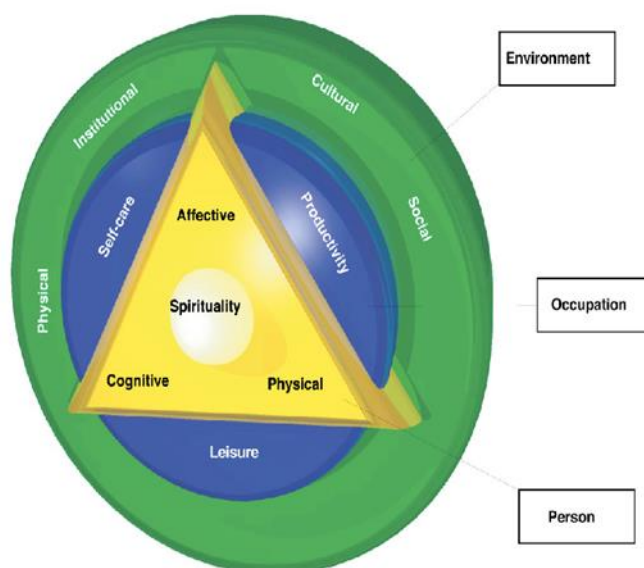 Environment
Institutional
Cultural
Self-care
Affective
Productivity
Social
Physical
Spirituality
Occupation
Cognitive
Physical
Leisure
Person